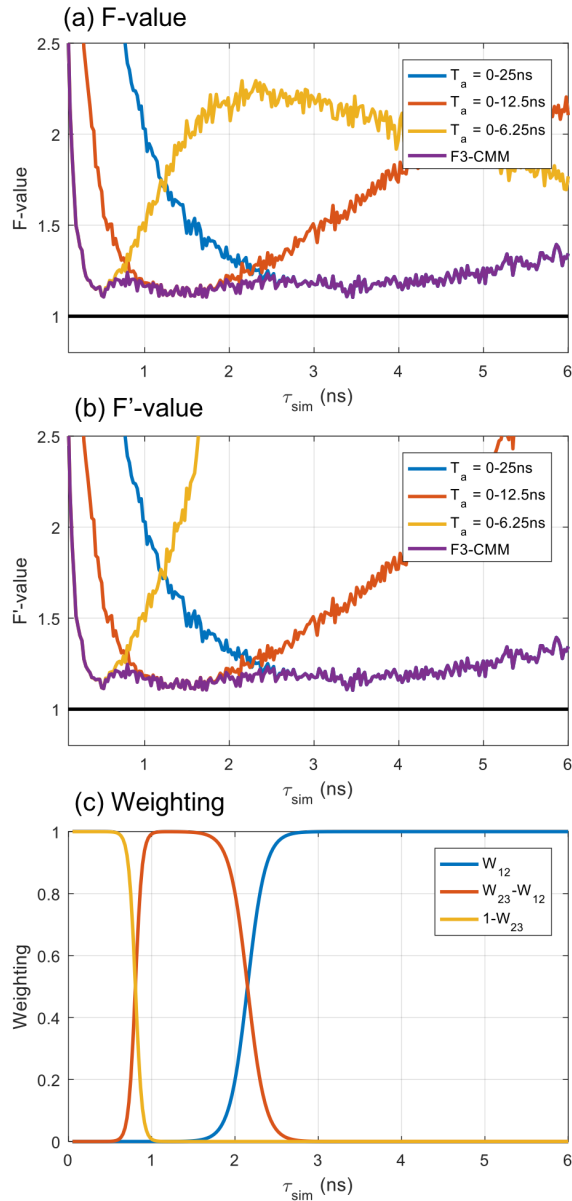 (a) F-value
2.5
2
1.5
1
F-value
T_a = 0-25ns
T_a = 0-12.5ns
T_a = 0-6.25ns
F3-CMM
1 2 3 4 5 6
τ_sim (ns)
(b) F’-value
2.5
2
1.5
1
F'-value
T_a = 0-25ns
T_a = 0-12.5ns
T_a = 0-6.25ns
F3-CMM
1 2 3 4 5 6
τ_sim (ns)
(c) Weighting
1
0.8
0.6
0.4
0.2
0
Weighting
W_12
W_23-W_12
1-W_23
0 1 2 3 4 5 6
τ_sim (ns)